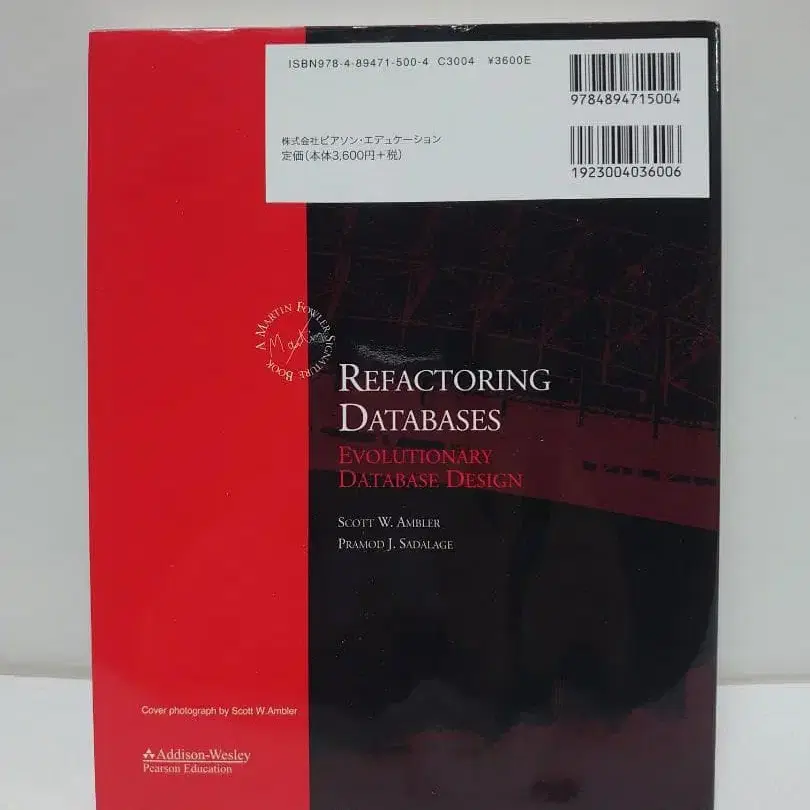 ISBN978-4-89471-500-4 C3004 ¥3600E
9784894715004
株式会社ピアソン・エデュケーション
定価(本体3,600円+税)
1923004036006
A MARTIN FOWLER SIGNATURE BOOK
Martin
REFACTORING
DATABASES
EVOLUTIONARY
DATABASE DESIGN
SCOTT W. AMBLER
PRAMOD J. SADALAGE
Cover photograph by Scott W.Ambler
Addison-Wesley
Pearson Education